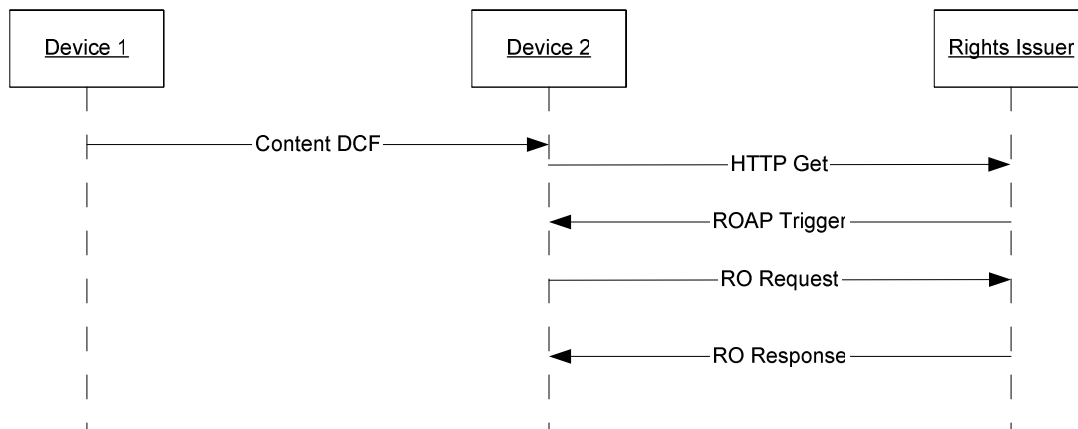 Device 1
Device 2
Rights Issuer
Content DCF
HTTP Get
ROAP Trigger
RO Request
RO Response